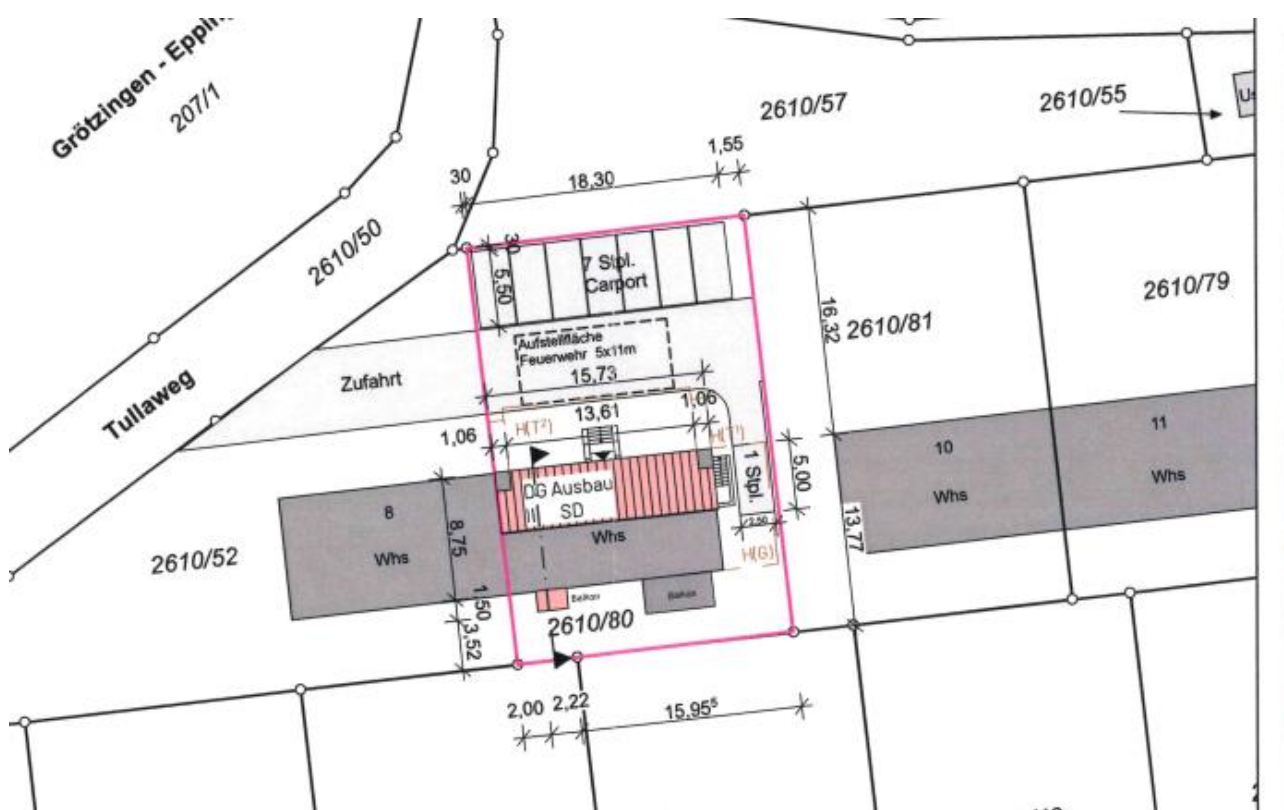 Grötzingen -
207/1
2610/57
2610/55
1,55
30
18,30
2610/50
30
7 Stpl.
Carport
5,50
2610/79
16,32
2610/81
Aufstellfläche
Feuerwehr 5x11m
Zufahrt
15,73
Tullaweg
1,06
13,61
1,06
H(T²)
H(T¹)
11
10
Whs
Whs
1 Stpl.
5,00
DG Ausbau
SD
8
Whs
8,75
Whs
2,50
13,77
H(G)
2610/52
1,50
Balkon
Balkon
2610/80
3,52
2,00
2,22
15,95⁵